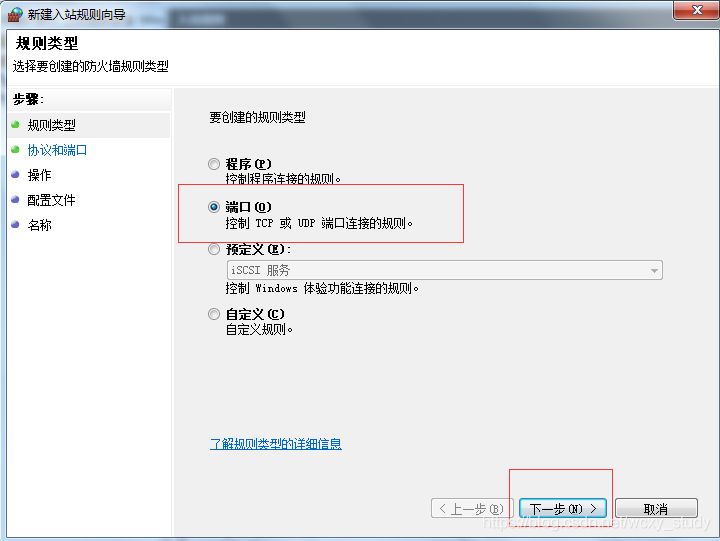 新建入站规则向导
规则类型
选择要创建的防火墙规则类型
步骤:
规则类型
协议和端口
操作
配置文件
名称
要创建的规则类型
程序(P)
控制程序连接的规则。
端口(O)
控制 TCP 或 UDP 端口连接的规则。
预定义(E):
iSCSI 服务
控制 Windows 体验功能连接的规则。
自定义(C)
自定义规则。
了解规则类型的详细信息
< 上一步(B) 下一步(N) > 取消
https://blog.csdn.net/wcxy_study